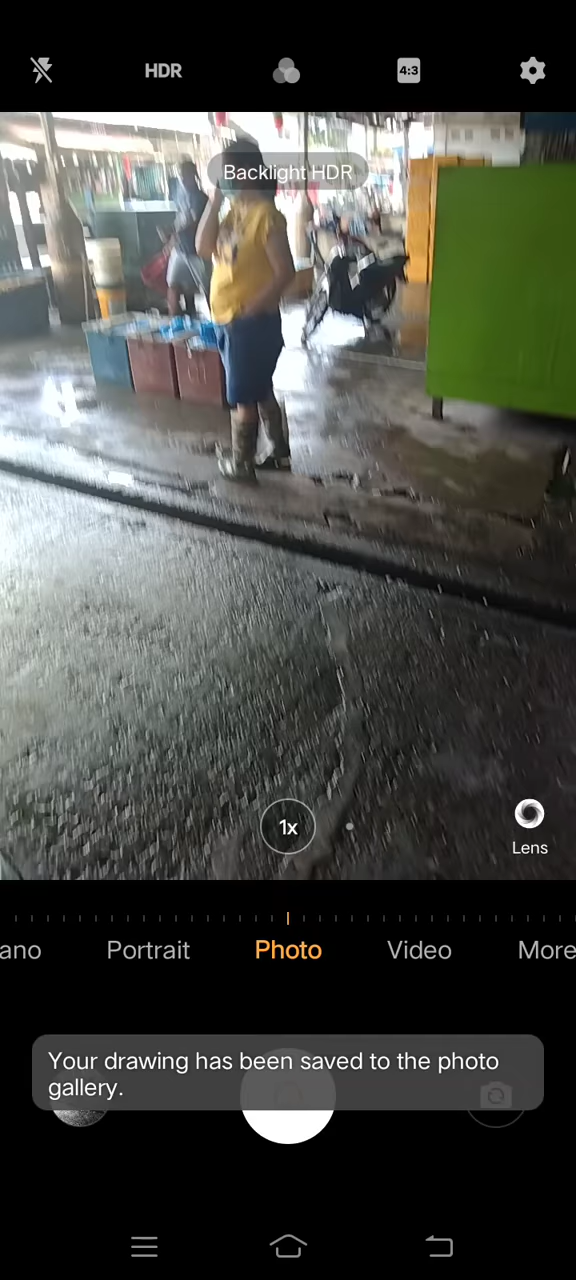 HDR
4:3
Backlight HDR
1x
Lens
ano
Portrait
Photo
Video
More
Your drawing has been saved to the photo
gallery.